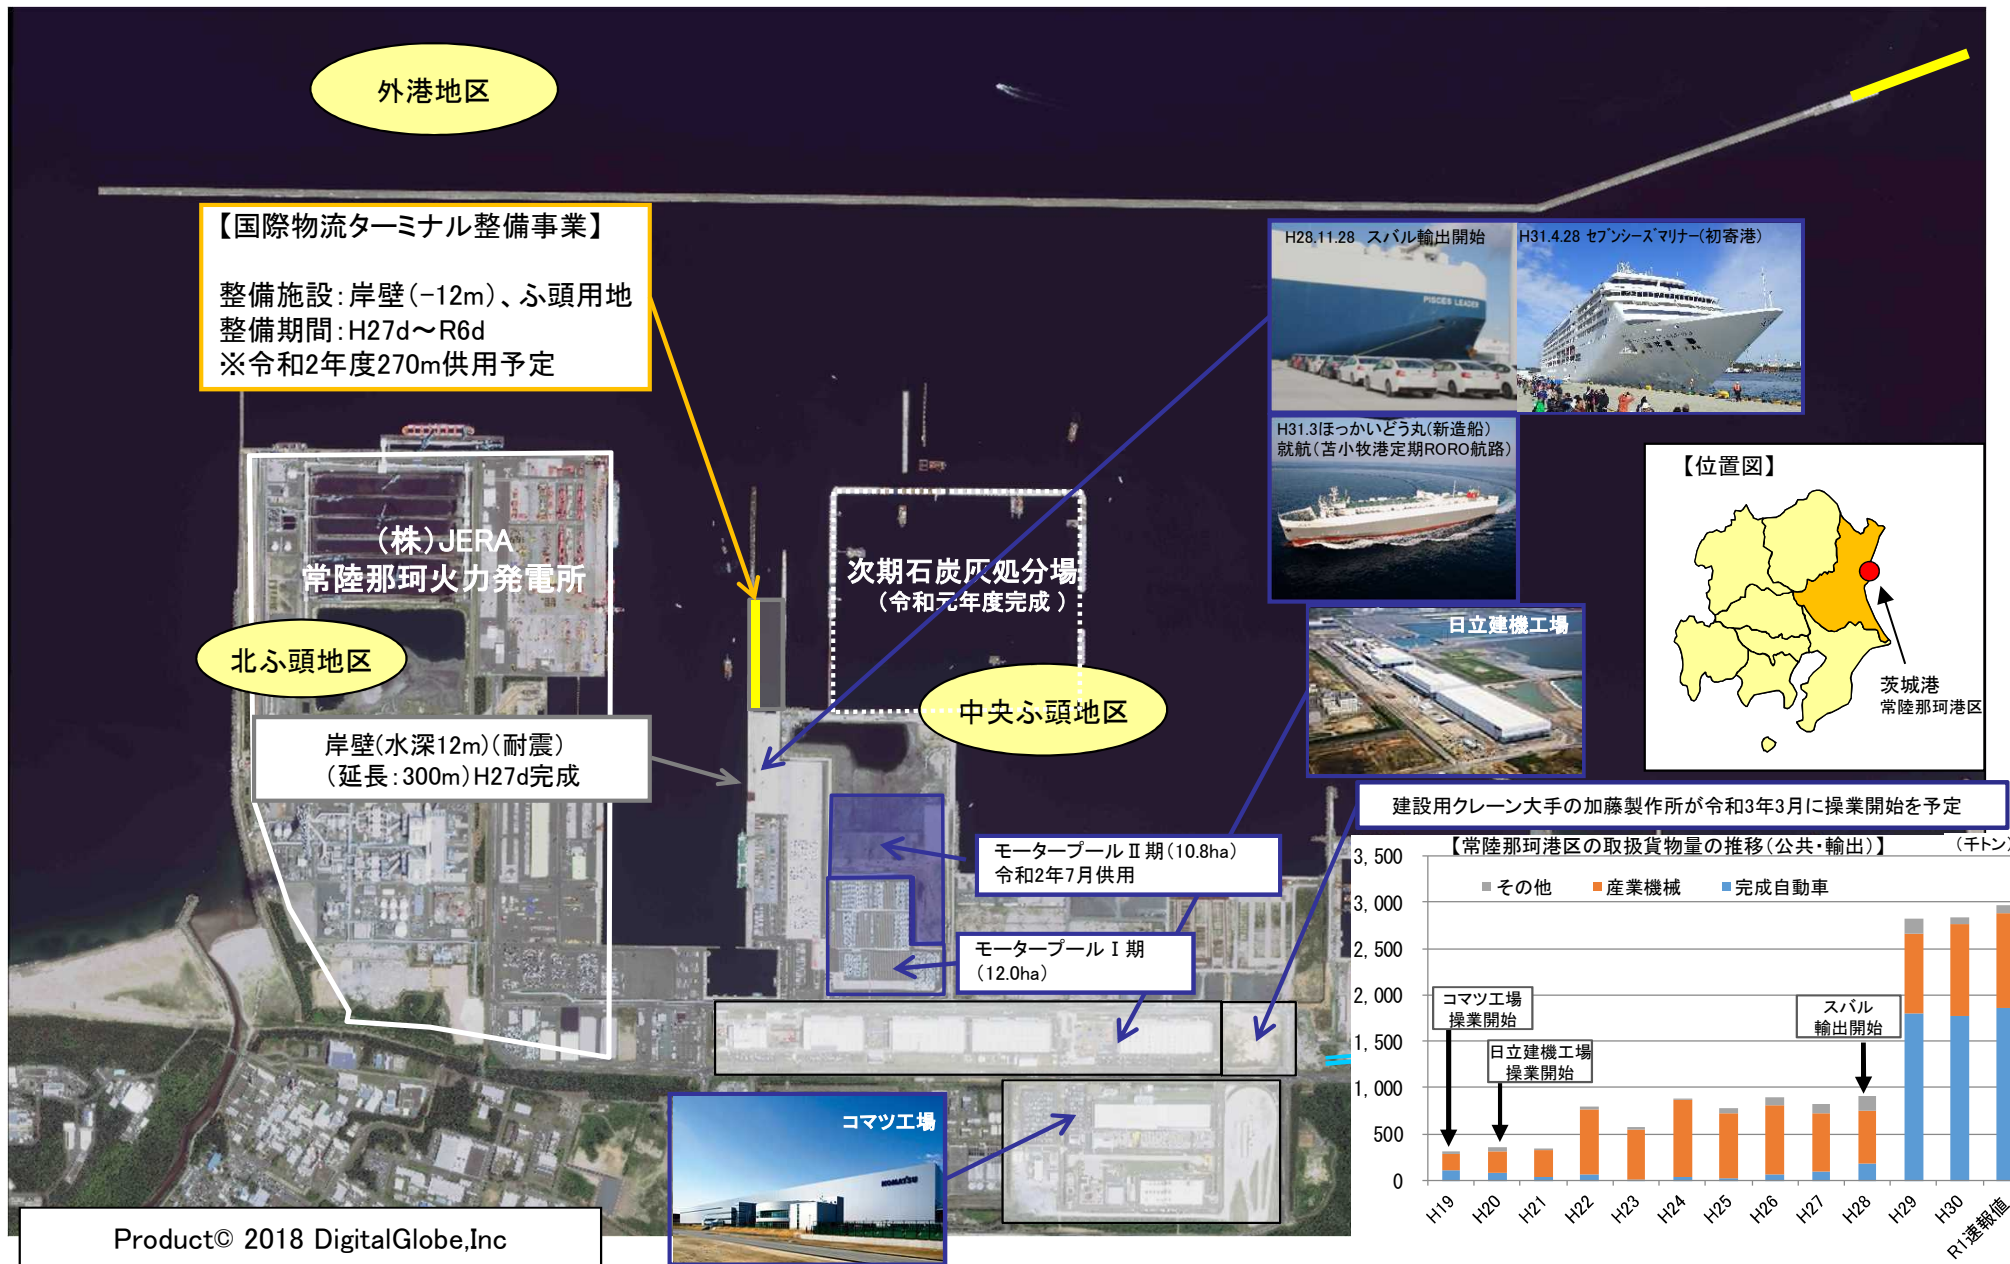 外港地区
【国際物流ターミナル整備事業】
整備施設：岸壁（-12m）、ふ頭用地
整備期間：H27d～R6d
※令和2年度270m供用予定
H28.11.28 スバル輸出開始
PISCES LEADER
H31.4.28 セブンシーズマリナー(初寄港)
H31.3ほっかいどう丸(新造船)
就航(苫小牧港定期RORO航路)
【位置図】
茨城港
常陸那珂港区
（株）JERA
常陸那珂火力発電所
次期石炭灰処分場
（令和元年度完成 ）
北ふ頭地区
中央ふ頭地区
日立建機工場
岸壁(水深12m)(耐震)
（延長：300m）H27d完成
建設用クレーン大手の加藤製作所が令和3年3月に操業開始を予定
モータープールⅡ期(10.8ha)
令和2年7月供用
モータープールⅠ期
(12.0ha)
コマツ工場
KOMATSU
Product© 2018 DigitalGlobe,Inc
【常陸那珂港区の取扱貨物量の推移(公共・輸出)】
(千トン)
その他 産業機械 完成自動車
3,500
3,000
2,500
2,000
1,500
1,000
500
0
コマツ工場
操業開始
日立建機工場
操業開始
スバル
輸出開始
H19 H20 H21 H22 H23 H24 H25 H26 H27 H28 H29 H30 R1速報値